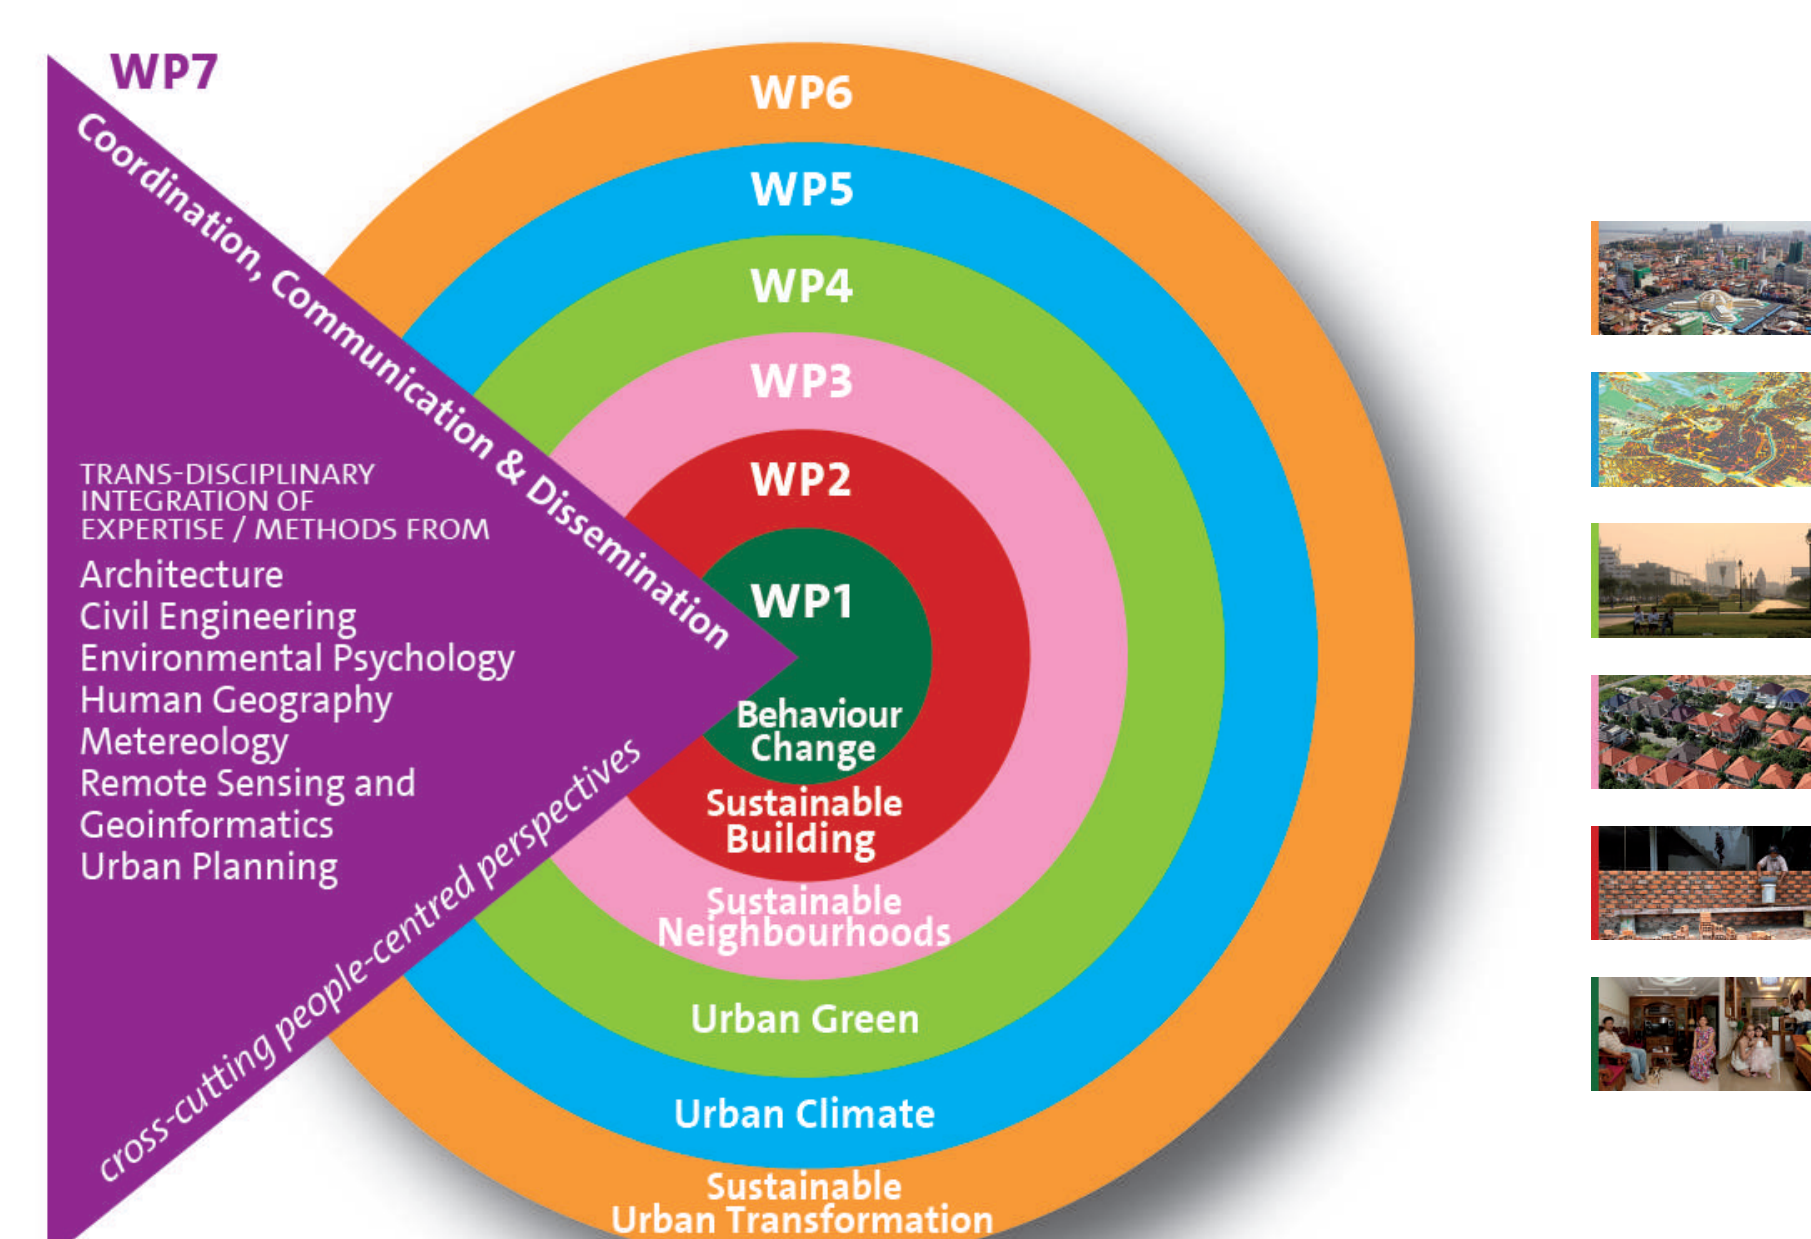 WP7
Coordination, Communication & Dissemination
TRANS-DISCIPLINARY
INTEGRATION OF
EXPERTISE / METHODS FROM
Architecture
Civil Engineering
Environmental Psychology
Human Geography
Metereology
Remote Sensing and
Geoinformatics
Urban Planning
cross-cutting people-centred perspectives
WP6
WP5
WP4
WP3
WP2
WP1
Behaviour
Change
Sustainable
Building
Sustainable
Neighbourhoods
Urban Green
Urban Climate
Sustainable
Urban Transformation